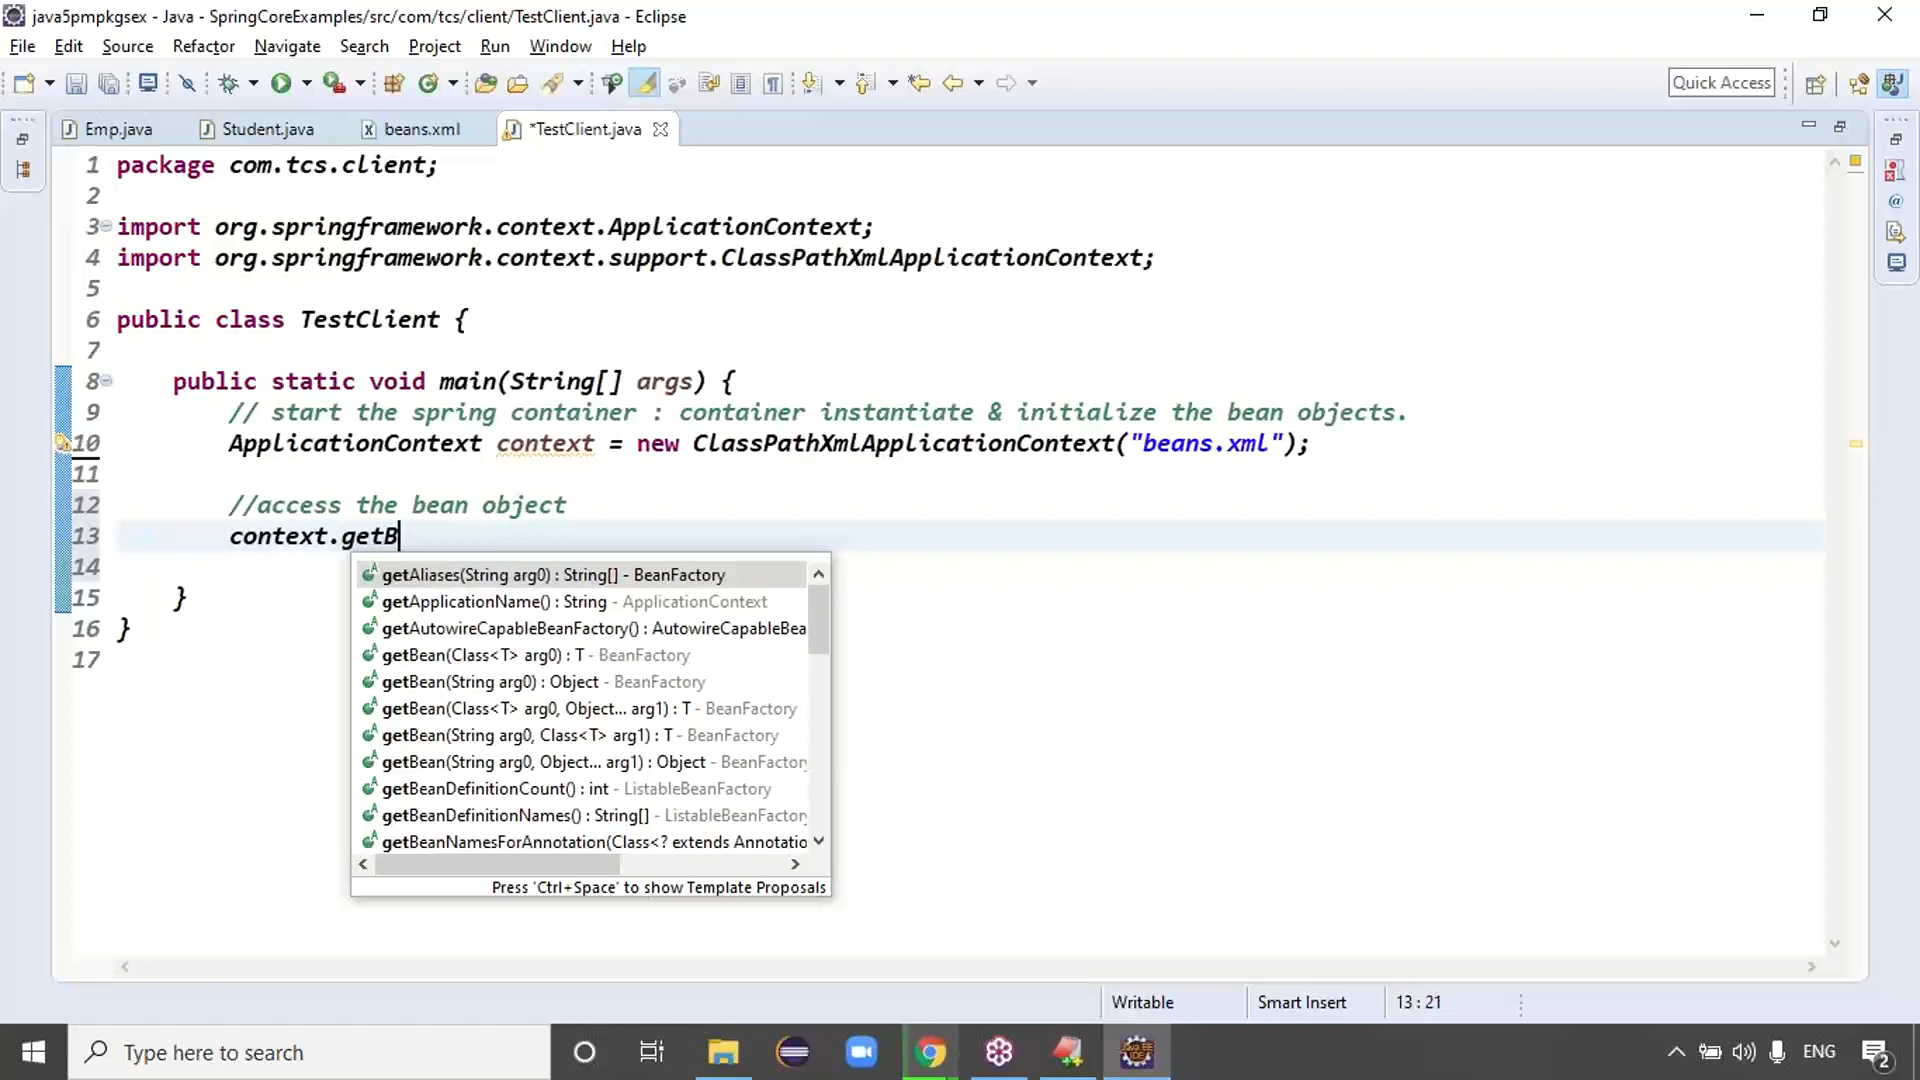 java5pmpkgsex - Java - SpringCoreExamples/src/com/tcs/client/TestClient.java - Eclipse
File Edit Source Refactor Navigate Search Project Run Window Help
Quick Access
Emp.java Student.java beans.xml *TestClient.java
1 package com.tcs.client;
2
3 import org.springframework.context.ApplicationContext;
4 import org.springframework.context.support.ClassPathXmlApplicationContext;
5
6 public class TestClient {
7
8 public static void main(String[] args) {
9 // start the spring container : container instantiate & initialize the bean objects.
10 ApplicationContext context = new ClassPathXmlApplicationContext("beans.xml");
11
12 //access the bean object
13 context.getB
14
15 }
16 }
17
getAliases(String arg0) : String[] - BeanFactory
getApplicationName() : String - ApplicationContext
getAutowireCapableBeanFactory() : AutowireCapableBea
getBean(Class<T> arg0) : T - BeanFactory
getBean(String arg0) : Object - BeanFactory
getBean(Class<T> arg0, Object... arg1) : T - BeanFactory
getBean(String arg0, Class<T> arg1) : T - BeanFactory
getBean(String arg0, Object... arg1) : Object - BeanFactory
getBeanDefinitionCount() : int - ListableBeanFactory
getBeanDefinitionNames() : String[] - ListableBeanFactory
getBeanNamesForAnnotation(Class<? extends Annotatio
Press 'Ctrl+Space' to show Template Proposals
Writable Smart Insert 13 : 21
Type here to search
ENG
2